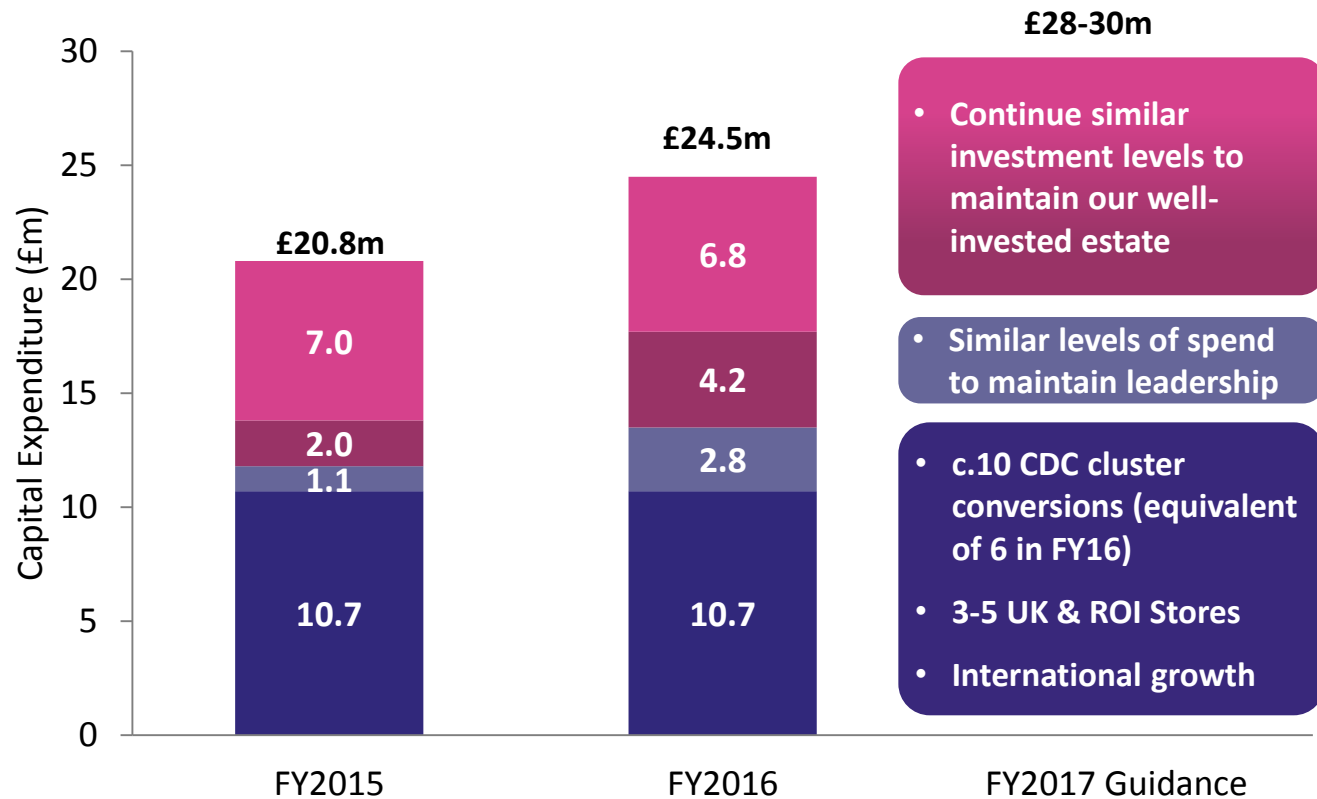 £28-30m
30
25
20
15
10
5
0
Capital Expenditure (£m)
£20.8m
7.0
2.0
1.1
10.7
£24.5m
6.8
4.2
2.8
10.7
• Continue similar
investment levels to
maintain our well-
invested estate
• Similar levels of spend
to maintain leadership
• c.10 CDC cluster
conversions (equivalent
of 6 in FY16)
• 3-5 UK & ROI Stores
• International growth
FY2015
FY2016
FY2017 Guidance